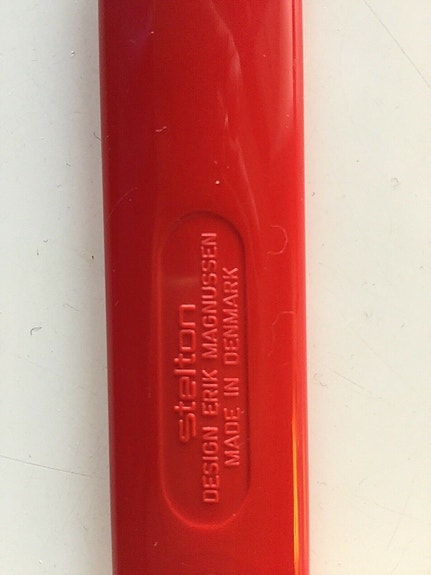 stelton
DESIGN ERIK MAGNUSSEN
MADE IN DENMARK